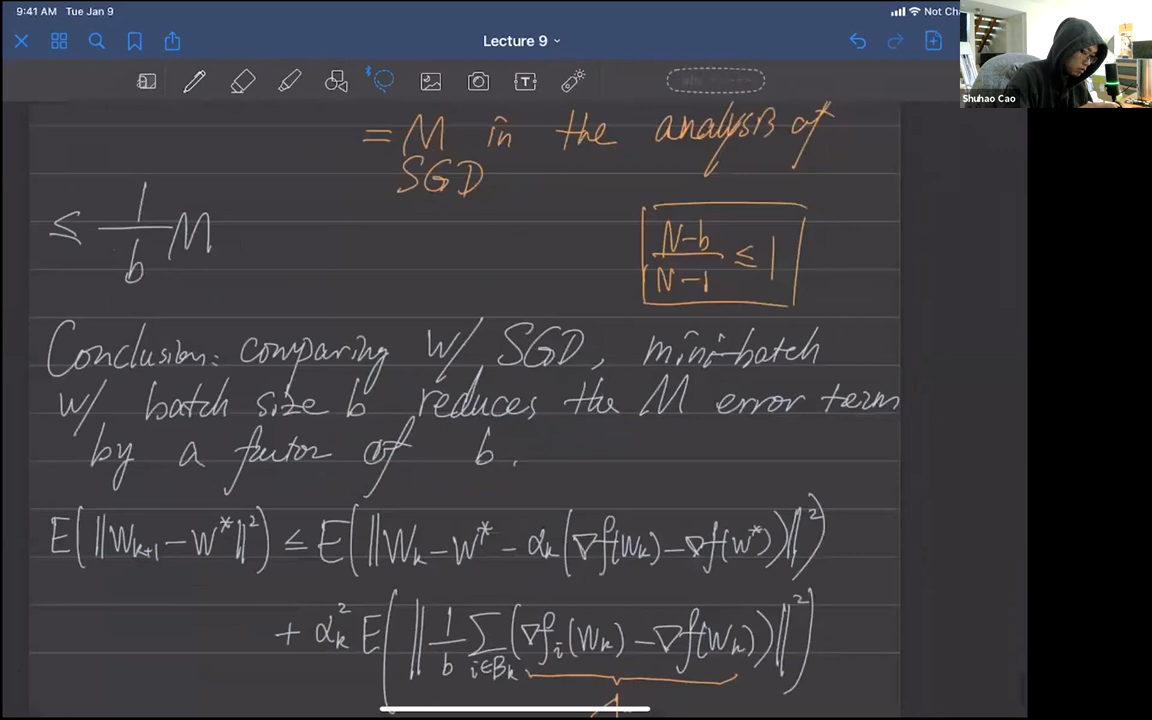 9:41 AM Tue Jan 9
Not Ch
Lecture 9
Shuhao Cao
= M in the analysis of
SGD
≤ 1/b M
(N-b)/(N-1) ≤ 1
Conclusion: comparing w/ SGD, mini-batch
w/ batch size b reduces the M error term
by a factor of b.
E(‖w_{k+1} - w*‖²) ≤ E(‖w_k - w* - α_k(∇f(w_k) - ∇f(w*))‖²)
+ α_k² E(‖1/b ∑_{i∈B_k} (∇f_i(w_k) - ∇f(w_k))‖²)